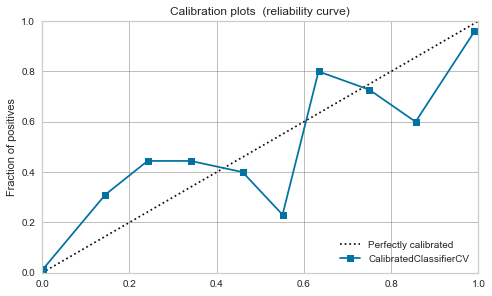 Calibration plots  (reliability curve)
Fraction of positives
1.0
0.8
0.6
0.4
0.2
0.0
0.0 0.2 0.4 0.6 0.8 1.0
Perfectly calibrated
CalibratedClassifierCV